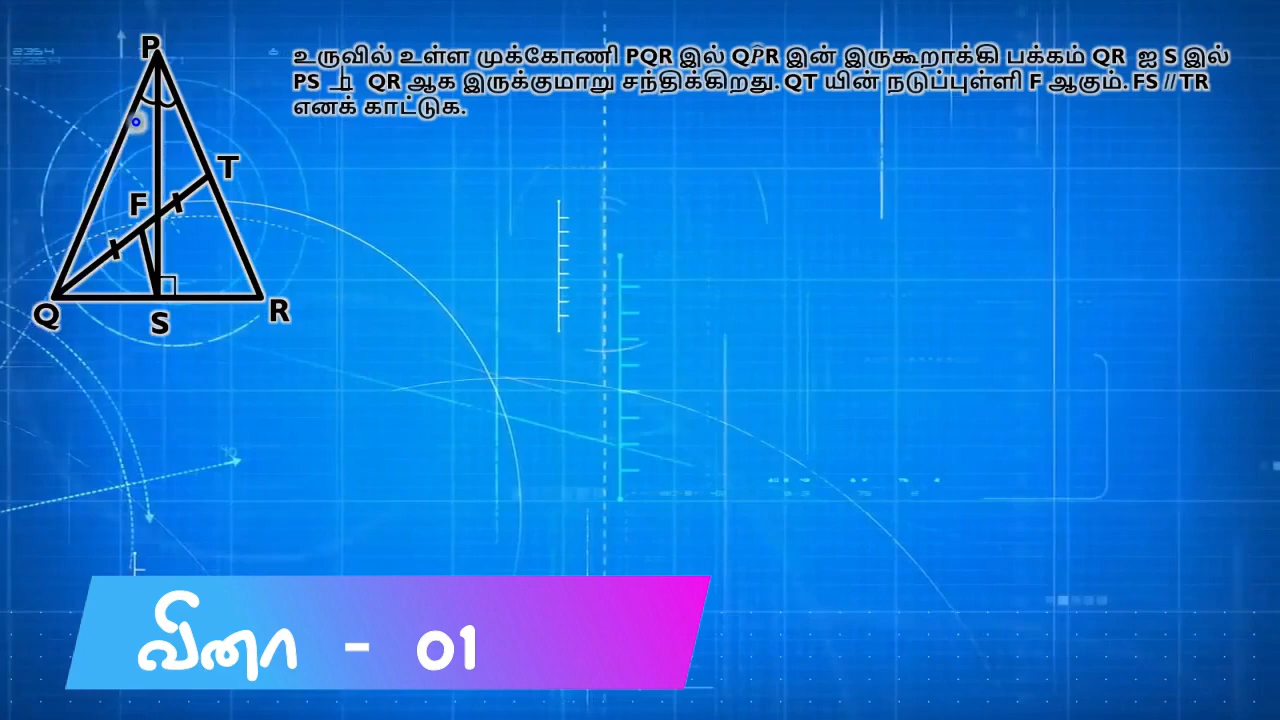 உருவில் உள்ள முக்கோணி PQR இல் QP̂R இன் இருகூறாக்கி பக்கம் QR ஐ S இல்
PS ⊥ QR ஆக இருக்குமாறு சந்திக்கிறது. QT யின் நடுப்புள்ளி F ஆகும். FS // TR
எனக் காட்டுக.
P
T
F
Q
S
R
வினா - 01